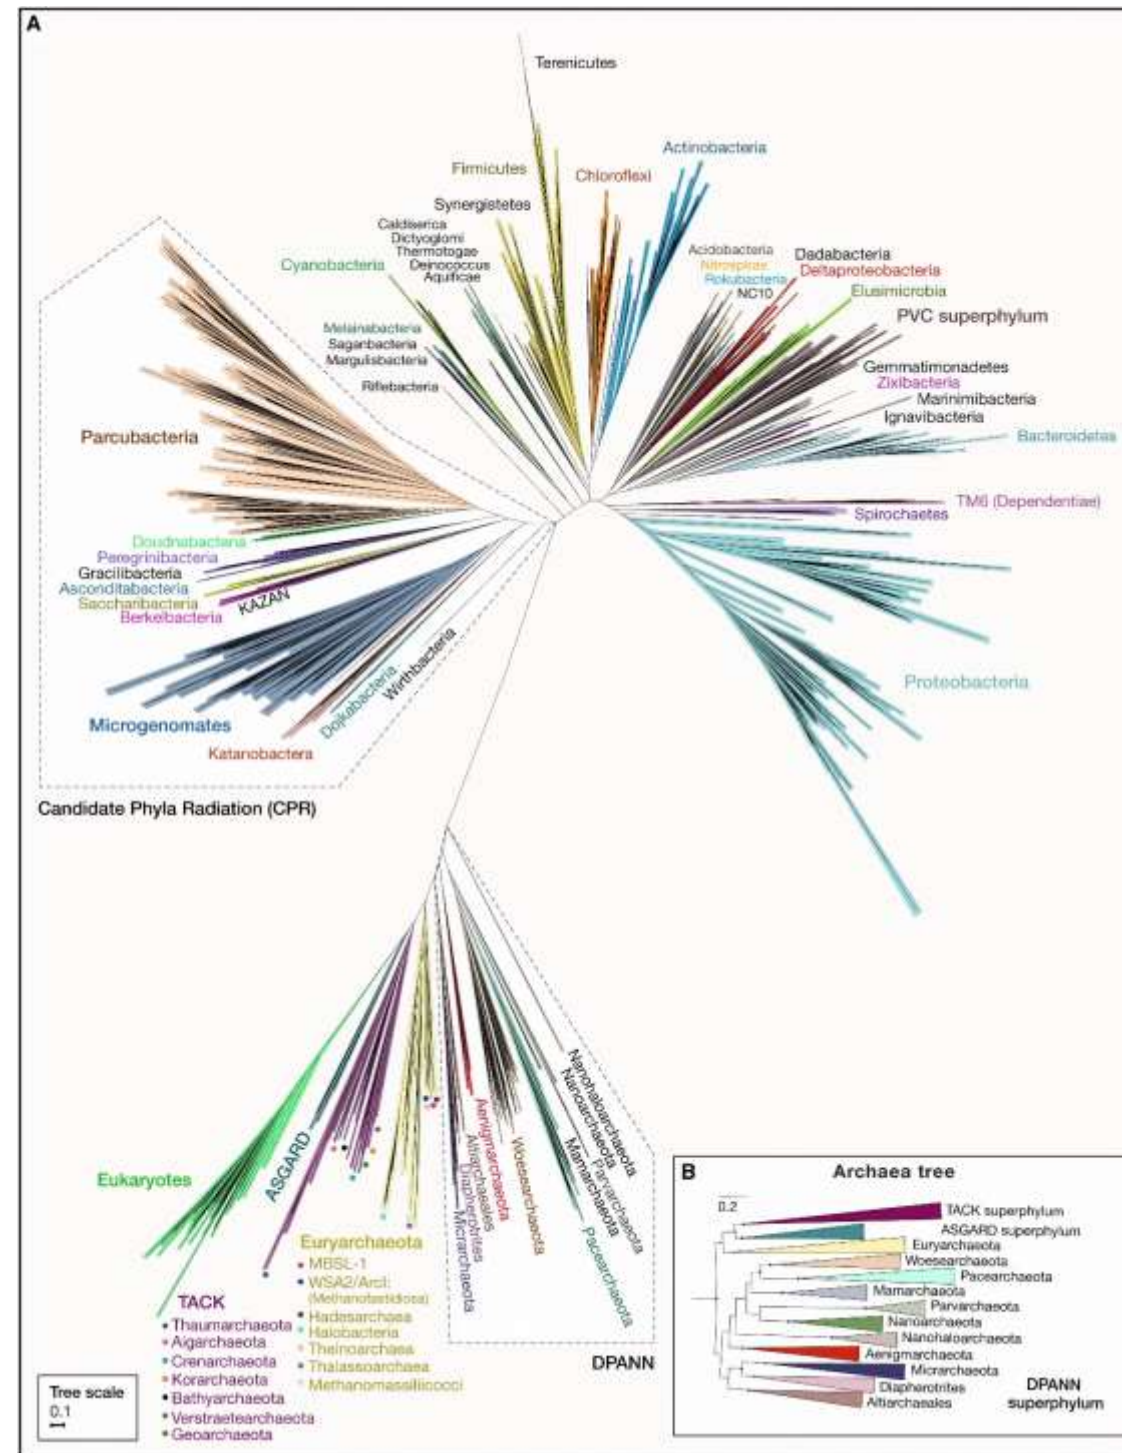 A
Terenicutes
Actinobacteria
Firmicutes
Chloroflexi
Synergistetes
Caldiserica
Dictyoglomi
Thermotogae
Deinococcus
Aquificae
Cyanobacteria
Acidobacteria
Nitrospirae
Rokubacteria
NC10
Dadabacteria
Deltaproteobacteria
Elusimicrobia
PVC superphylum
Melainabacteria
Saganbacteria
Margulisbacteria
Riflebacteria
Gemmatimonadetes
Zixibacteria
Marinimibacteria
Ignavibacteria
Bacteroidetas
Parcubacteria
TM6 (Dependentiae)
Spirochaetes
Doudnabacteria
Peregrinibacteria
Gracilibacteria
Asconditabacteria
Saccharibacteria
Berkelbacteria
KAZAN
Proteobacteria
Microgenomates
Katanobactera
Dojkabacteria
Wirthbacteria
Candidate Phyla Radiation (CPR)
Eukaryotes
ASGARD
Nanohaloarchaeota
Nanoarchaeota
Parvarchaeota
Mamarchaeota
Pacearchaeota
Woesearchaeota
Aenigmarchaeota
Altiarchaeales
Diapherotrites
Micrarchaeota
DPANN
Euryarchaeota
MBSL-1
WSA2/Arcl:
(Methanofastidiosa)
Hadesarchaea
Halobacteria
Theinoarchaea
Thalassoarchaea
Methanomassiliicocci
TACK
Thaumarchaeota
Aigarchaeota
Crenarchaeota
Korarchaeota
Bathyarchaeota
Verstraetearchaeota
Geoarchaeota
Tree scale
0.1
B
Archaea tree
0.2
TACK superphylum
ASGARD superphylum
Euryarchaeota
Woesearchaeota
Pacearchaeota
Mamarchaeota
Parvarchaeota
Nanoarchaeota
Nanohaloarchaeota
Aenigmarchaeota
Micrarchaeota
Diapherotrites
Altiarchaeales
DPANN
superphylum